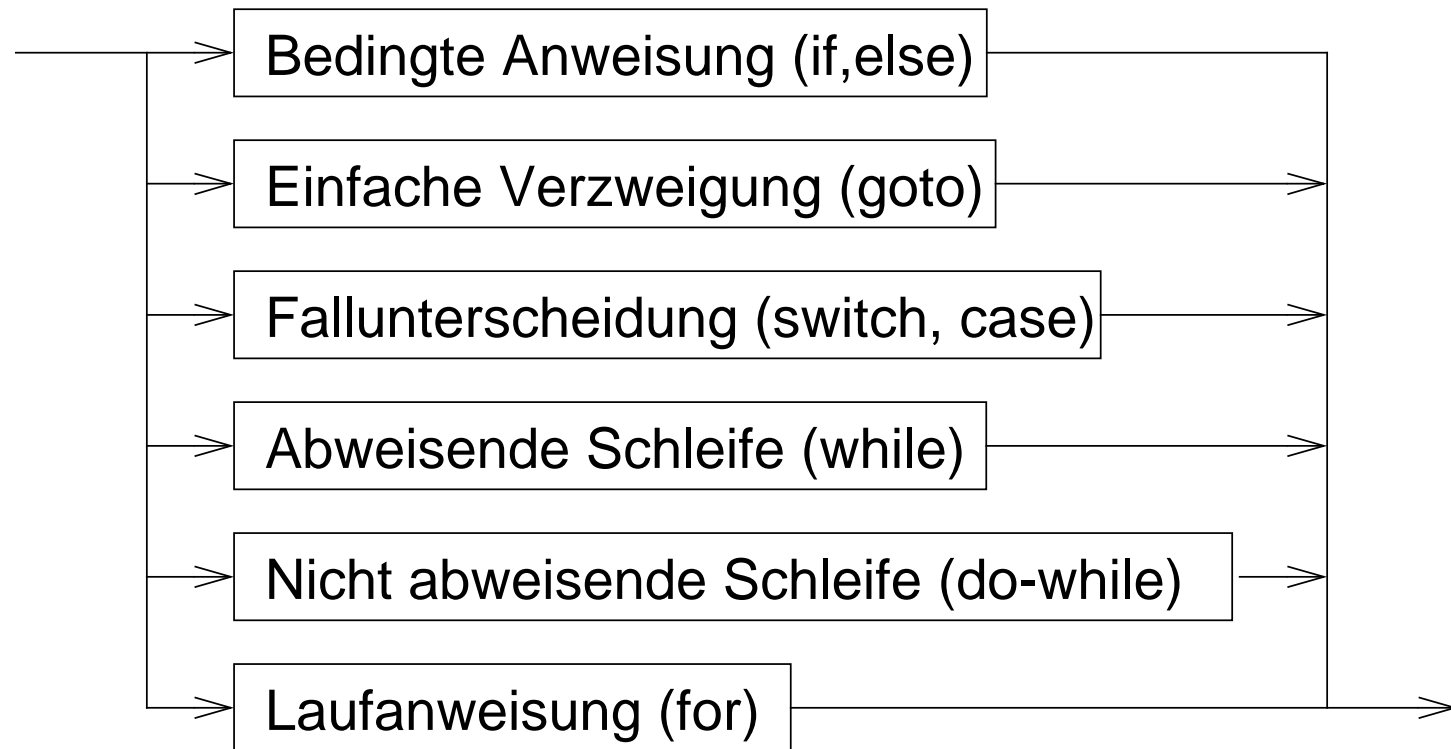 Bedingte Anweisung (if,else)
Einfache Verzweigung (goto)
Fallunterscheidung (switch, case)
Abweisende Schleife (while)
Nicht abweisende Schleife (do-while)
Laufanweisung (for)